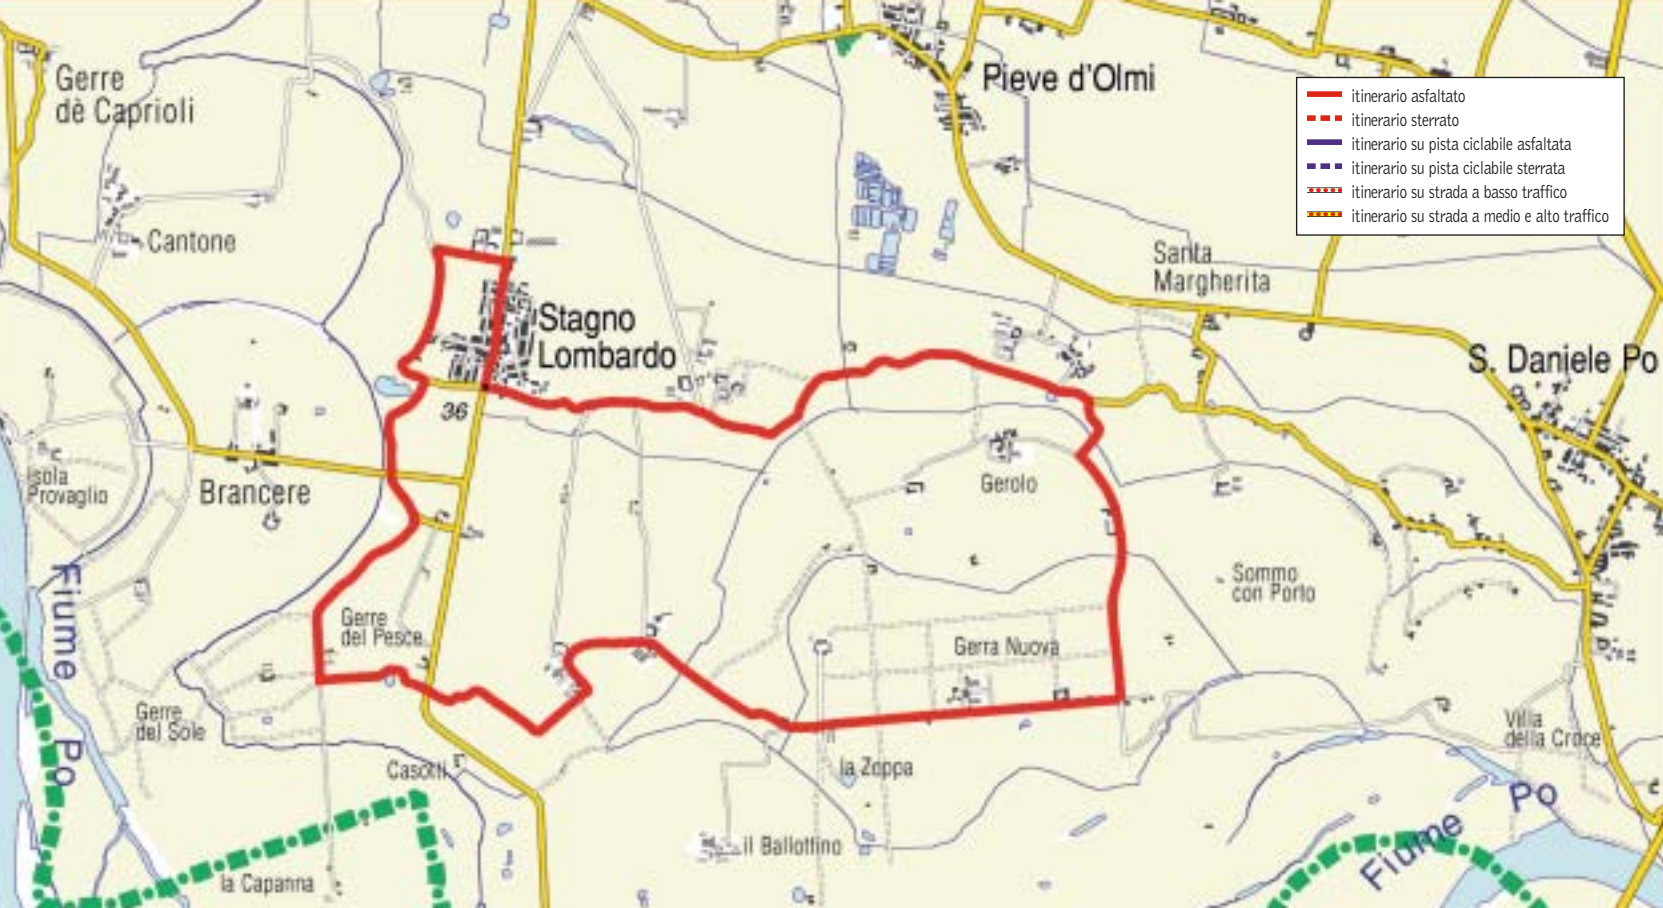 Gerre
dè Caprioli
Pieve d'Olmi
itinerario asfaltato
itinerario sterrato
itinerario su pista ciclabile asfaltata
itinerario su pista ciclabile sterrata
itinerario su strada a basso traffico
itinerario su strada a medio e alto traffico
Cantone
Santa
Margherita
Stagno
Lombardo
S. Daniele Po
36
Isola
Provaglio
Brancere
Gerolo
Fiume Po
Sommo
con Porto
Gerre
del Pesce
Gerra Nuova
Gerre
del Sole
Villa
della Croce
Casotti
la Zoppa
Fiume Po
il Ballottino
la Capanna